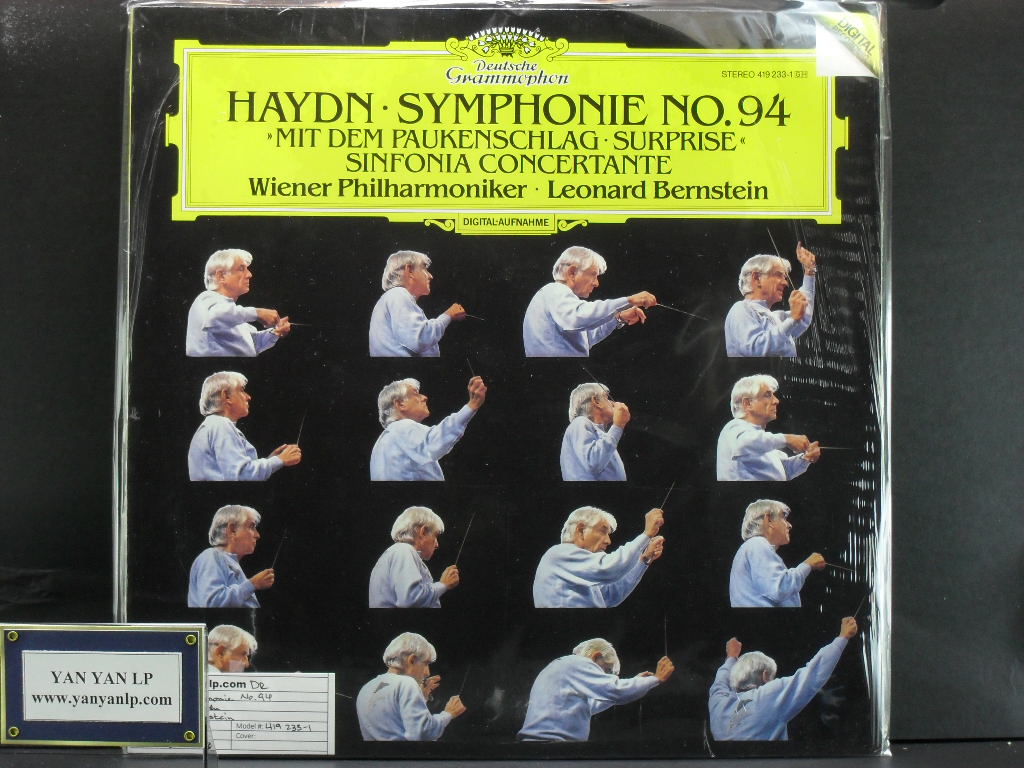 DIGITAL
Deutsche
Grammophon
STEREO 419 233-1 GH
HAYDN · SYMPHONIE NO. 94
»MIT DEM PAUKENSCHLAG · SURPRISE«
SINFONIA CONCERTANTE
Wiener Philharmoniker · Leonard Bernstein
DIGITAL-AUFNAHME
YAN YAN LP
www.yanyanlp.com
lp.com
No. 94
stein
Model #: 419 233-1
Cover: